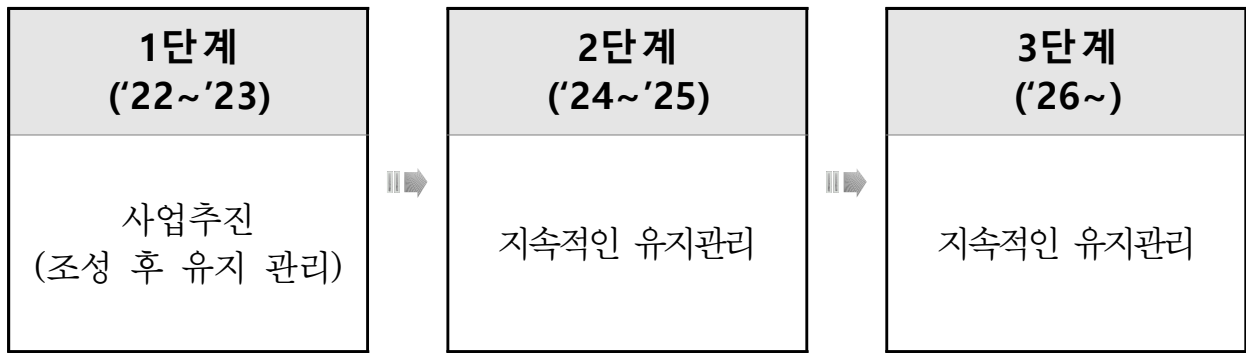 1단계
(‘22~’23)
사업추진
(조성 후 유지 관리)
2단계
(‘24~’25)
지속적인 유지관리
3단계
(‘26~)
지속적인 유지관리